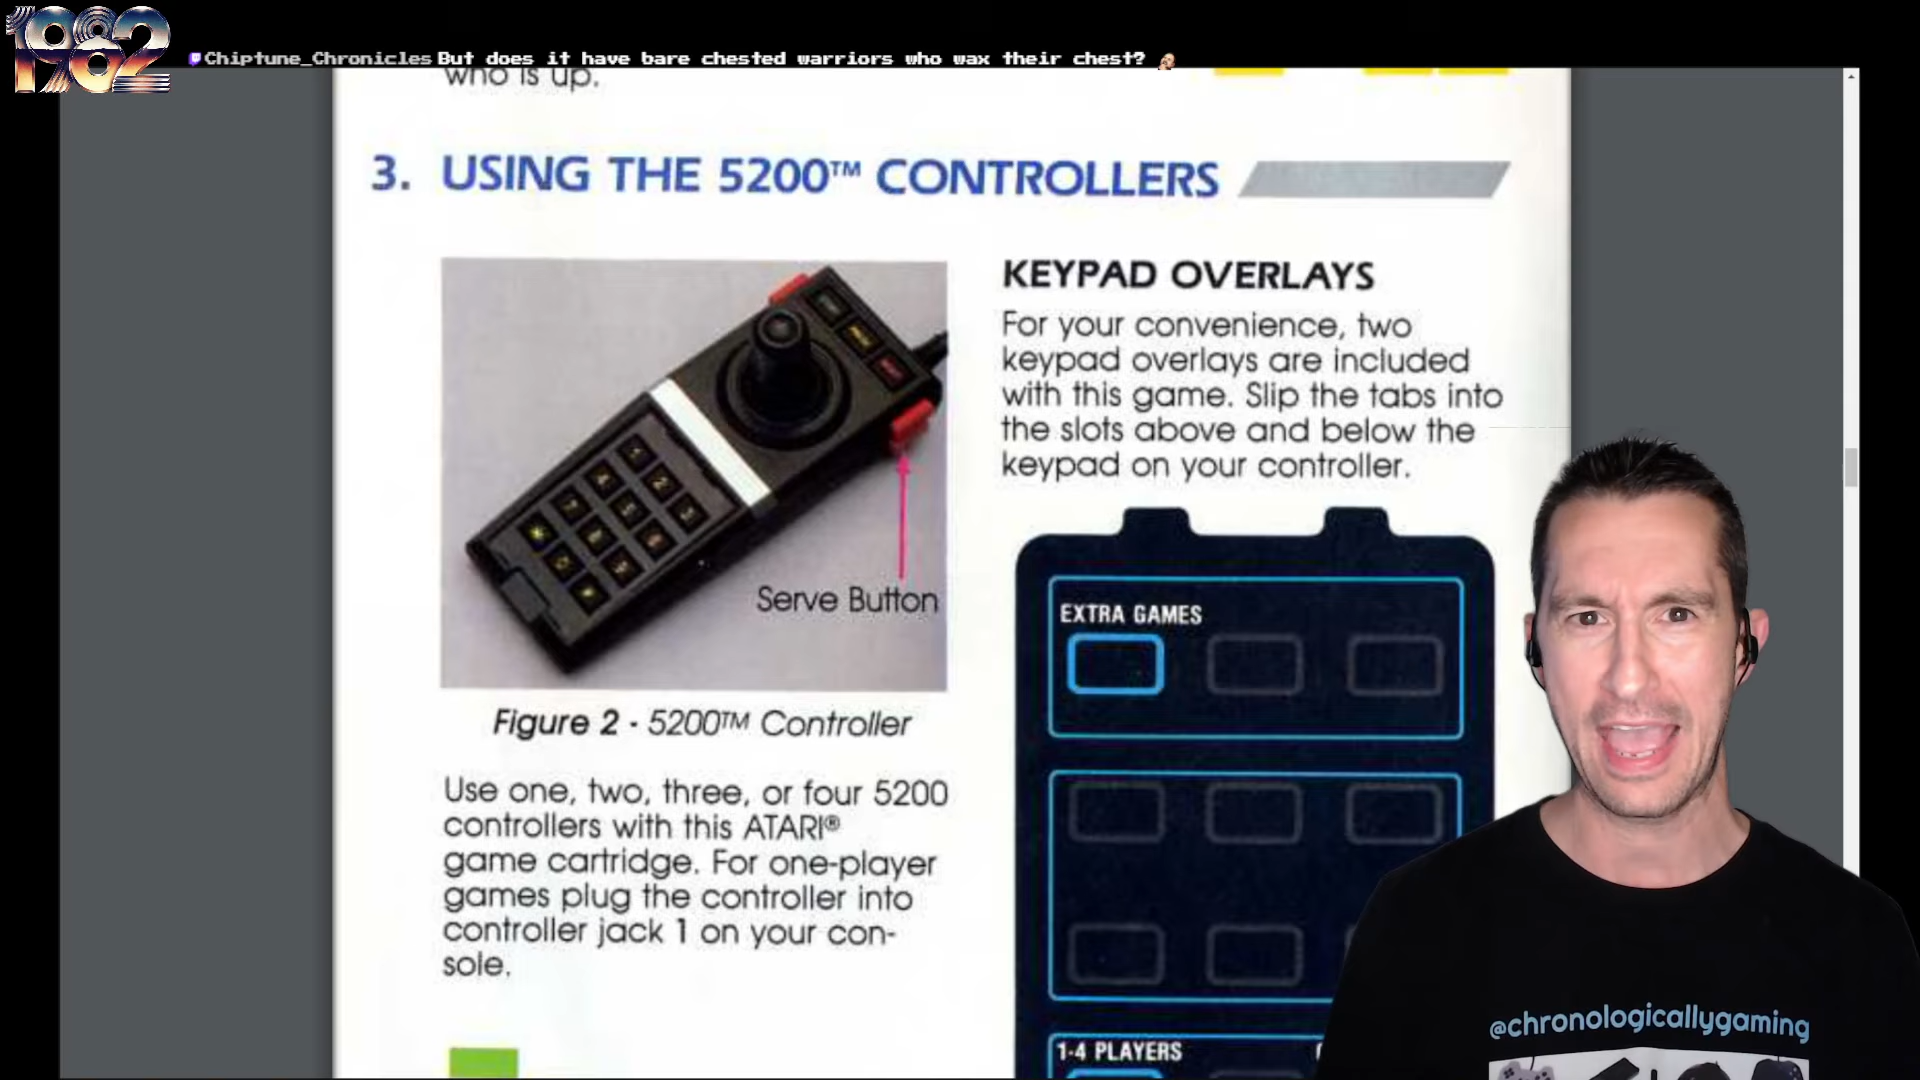 1982
Chiptune_Chronicles But does it have bare chested warriors who wax their chest?
who is up.
3. USING THE 5200™ CONTROLLERS
Serve Button
Figure 2 - 5200™ Controller
Use one, two, three, or four 5200
controllers with this ATARI®
game cartridge. For one-player
games plug the controller into
controller jack 1 on your con-
sole.
KEYPAD OVERLAYS
For your convenience, two
keypad overlays are included
with this game. Slip the tabs into
the slots above and below the
keypad on your controller.
EXTRA GAMES
1-4 PLAYERS
@chronologicallygaming